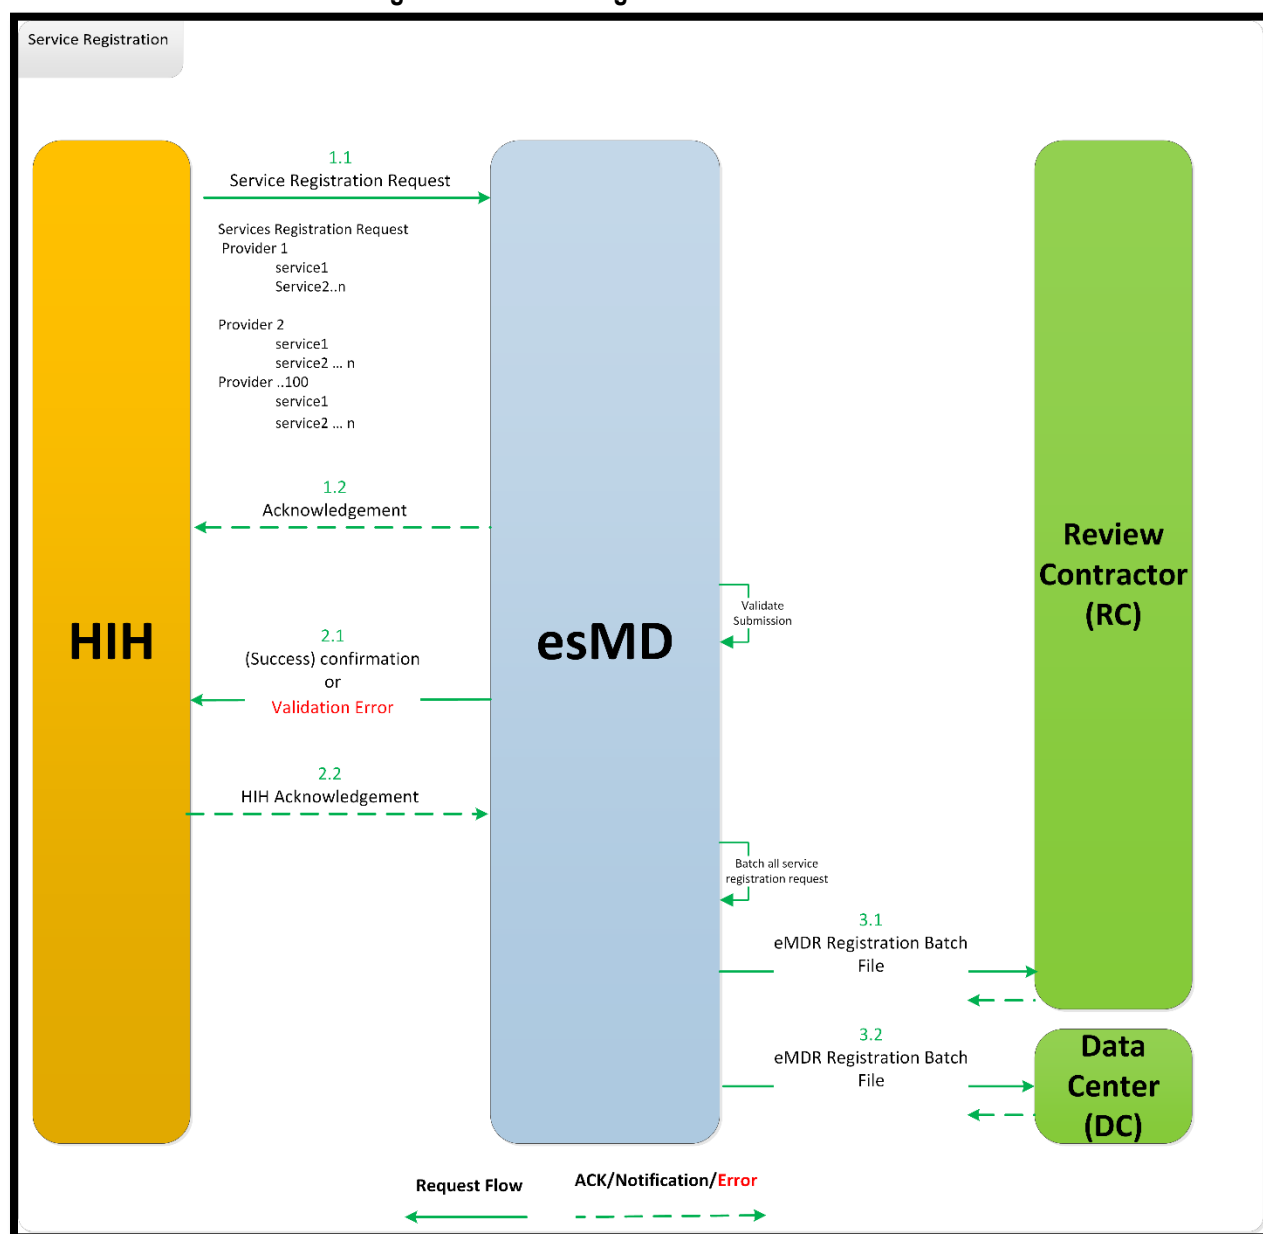 Service Registration
1.1
Service Registration Request
Services Registration Request
Provider 1
service1
Service2..n
Provider 2
service1
service2 ... n
Provider ..100
service1
service2 ... n
1.2
Acknowledgement
Validate
Submission
HIH
esMD
Review
Contractor
(RC)
2.1
(Success) confirmation
or
Validation Error
2.2
HIH Acknowledgement
Batch all service
registration request
3.1
eMDR Registration Batch
File
3.2
eMDR Registration Batch
File
Data
Center
(DC)
Request Flow
ACK/Notification/Error